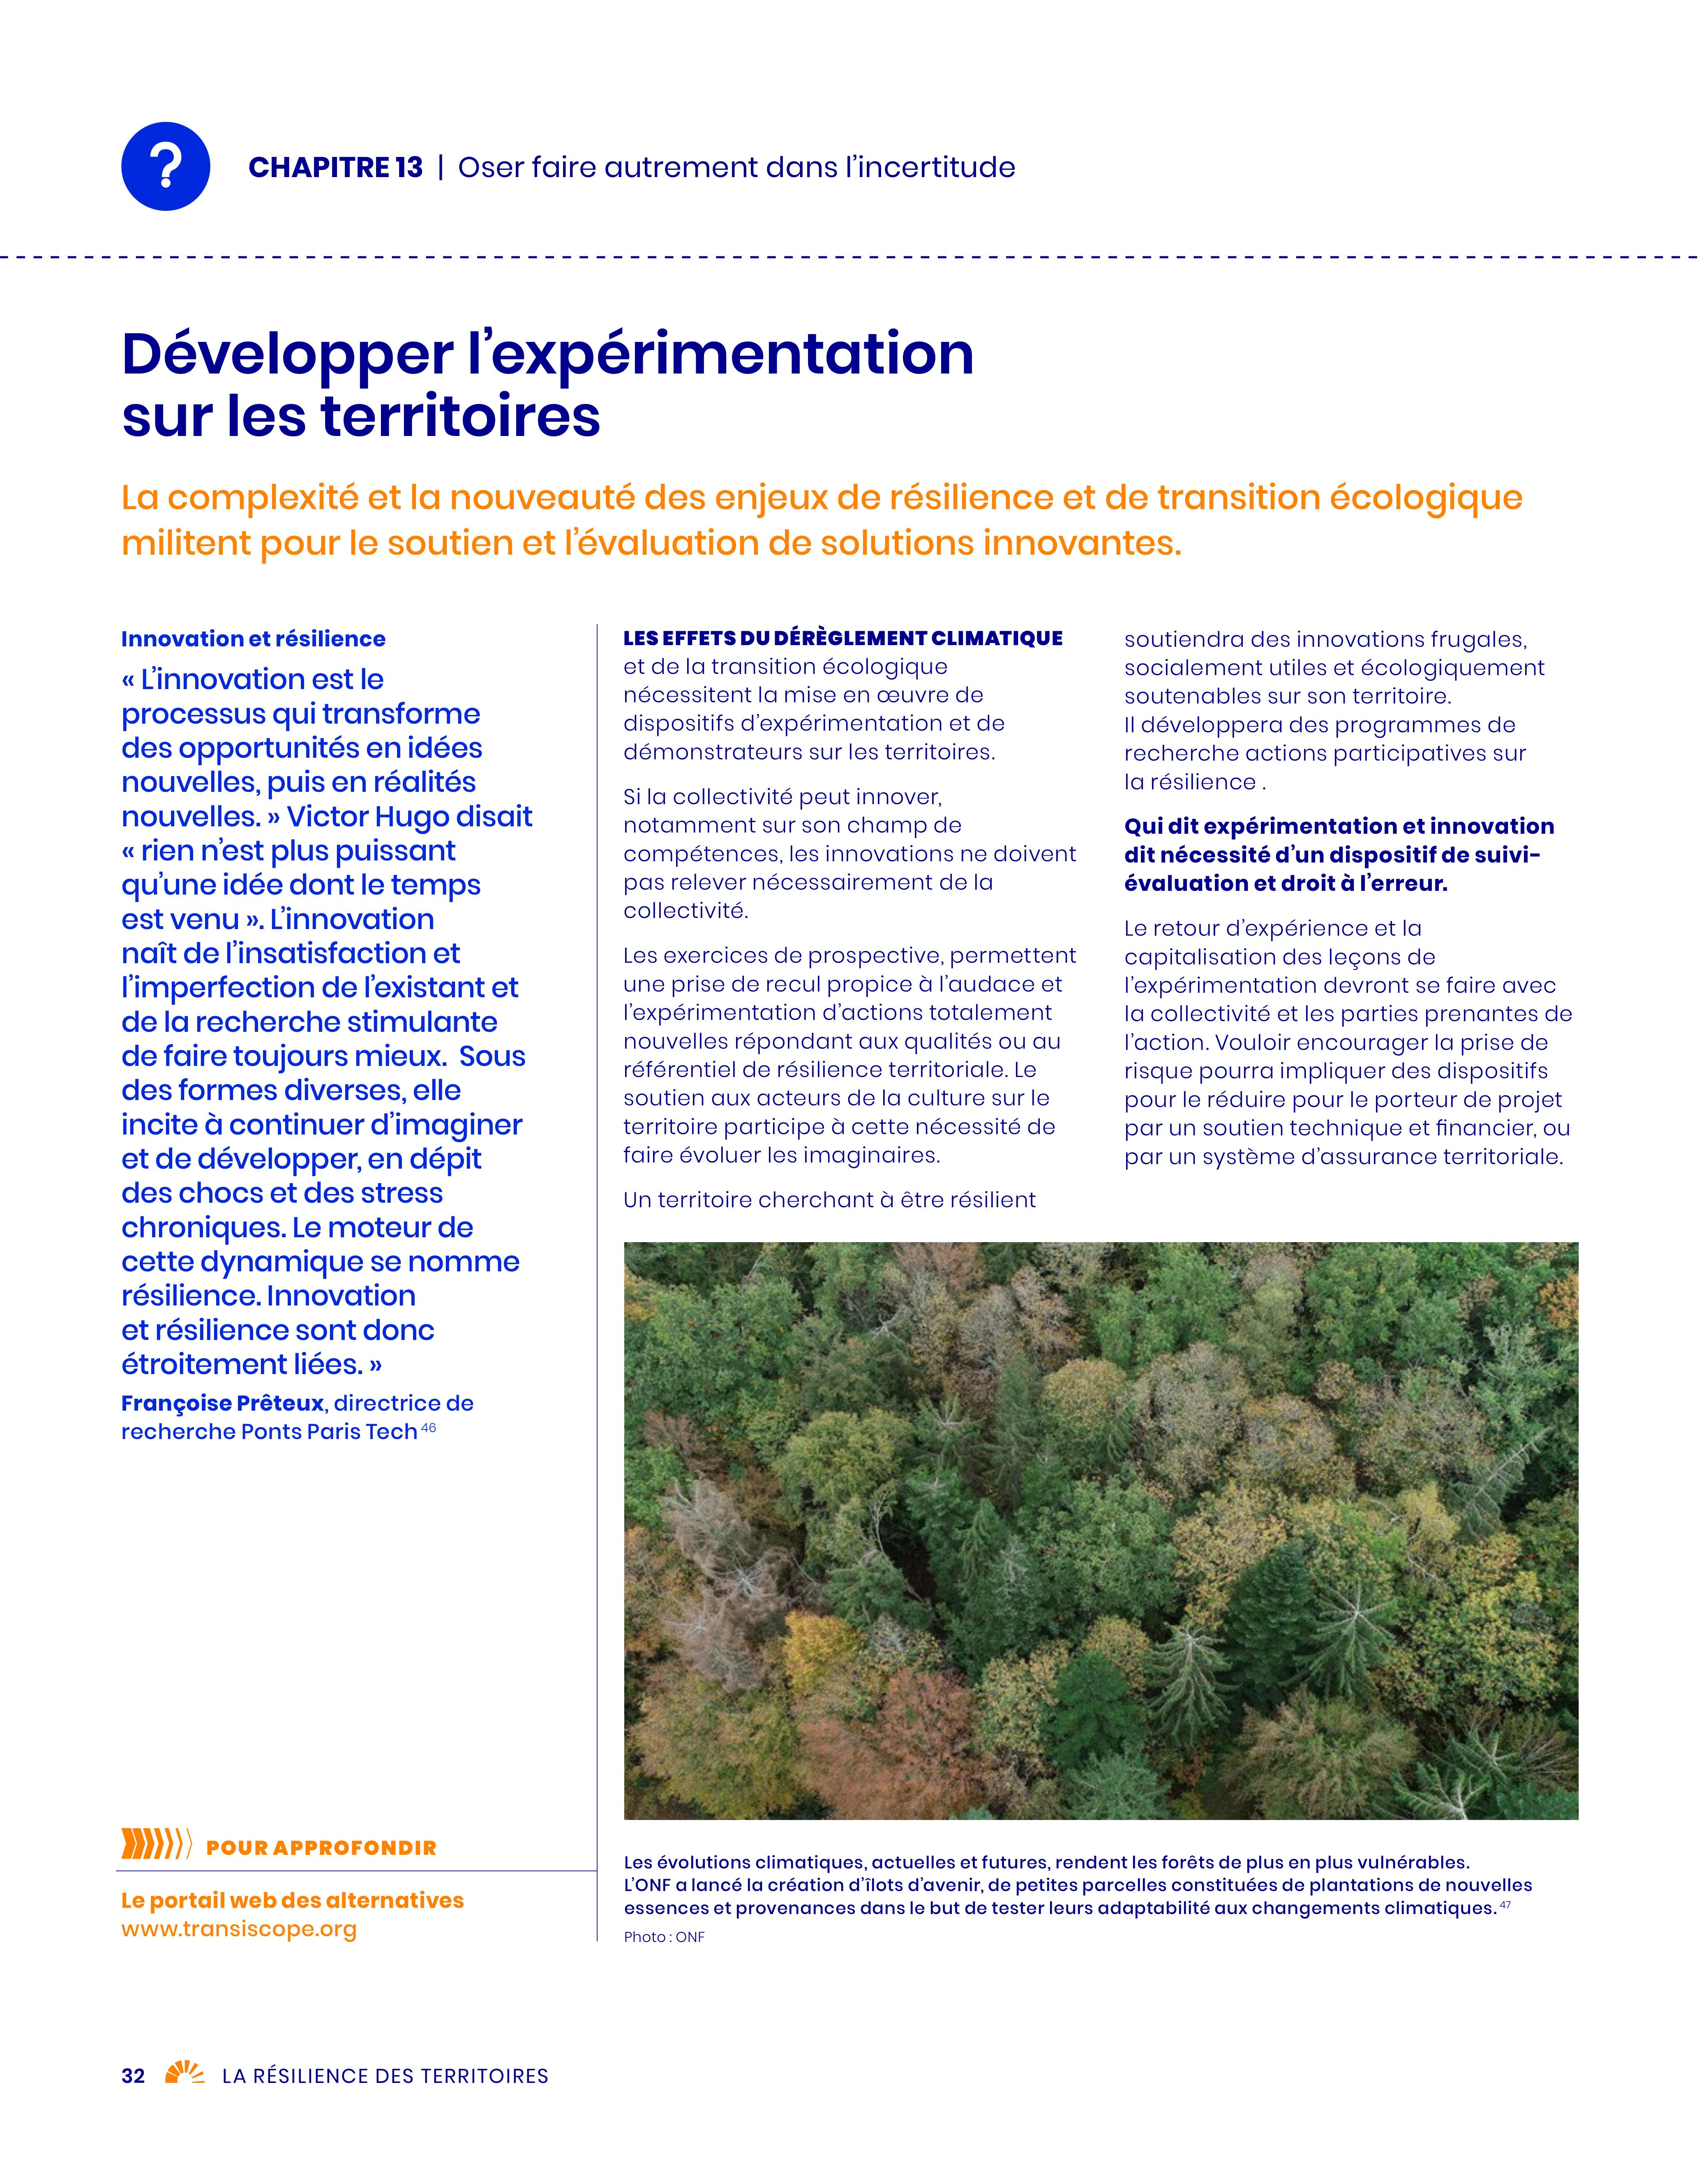 ?
CHAPITRE 13 | Oser faire autrement dans l’incertitude
Développer l’expérimentation
sur les territoires
La complexité et la nouveauté des enjeux de résilience et de transition écologique
militent pour le soutien et l’évaluation de solutions innovantes.
Innovation et résilience
« L’innovation est le
processus qui transforme
des opportunités en idées
nouvelles, puis en réalités
nouvelles. » Victor Hugo disait
« rien n’est plus puissant
qu’une idée dont le temps
est venu ». L’innovation
naît de l’insatisfaction et
l’imperfection de l’existant et
de la recherche stimulante
de faire toujours mieux.  Sous
des formes diverses, elle
incite à continuer d’imaginer
et de développer, en dépit
des chocs et des stress
chroniques. Le moteur de
cette dynamique se nomme
résilience. Innovation
et résilience sont donc
étroitement liées. »
Françoise Prêteux, directrice de
recherche Ponts Paris Tech 46
POUR APPROFONDIR
Le portail web des alternatives
www.transiscope.org
LES EFFETS DU DÉRÈGLEMENT CLIMATIQUE
et de la transition écologique
nécessitent la mise en œuvre de
dispositifs d’expérimentation et de
démonstrateurs sur les territoires.
Si la collectivité peut innover,
notamment sur son champ de
compétences, les innovations ne doivent
pas relever nécessairement de la
collectivité.
Les exercices de prospective, permettent
une prise de recul propice à l’audace et
l’expérimentation d’actions totalement
nouvelles répondant aux qualités ou au
référentiel de résilience territoriale. Le
soutien aux acteurs de la culture sur le
territoire participe à cette nécessité de
faire évoluer les imaginaires.
Un territoire cherchant à être résilient
soutiendra des innovations frugales,
socialement utiles et écologiquement
soutenables sur son territoire.
Il développera des programmes de
recherche actions participatives sur
la résilience .
Qui dit expérimentation et innovation
dit nécessité d’un dispositif de suivi-
évaluation et droit à l’erreur.
Le retour d’expérience et la
capitalisation des leçons de
l’expérimentation devront se faire avec
la collectivité et les parties prenantes de
l’action. Vouloir encourager la prise de
risque pourra impliquer des dispositifs
pour le réduire pour le porteur de projet
par un soutien technique et financier, ou
par un système d’assurance territoriale.
Les évolutions climatiques, actuelles et futures, rendent les forêts de plus en plus vulnérables.
L’ONF a lancé la création d’îlots d’avenir, de petites parcelles constituées de plantations de nouvelles
essences et provenances dans le but de tester leurs adaptabilité aux changements climatiques. 47
Photo : ONF
32 LA RÉSILIENCE DES TERRITOIRES